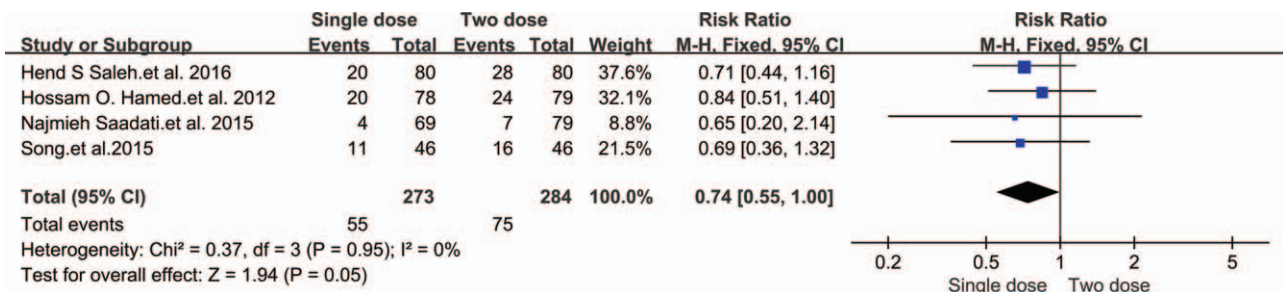 Single dose Two dose Risk Ratio Risk Ratio
Study or Subgroup Events Total Events Total Weight M-H, Fixed, 95% CI M-H, Fixed, 95% CI
Hend S Saleh.et al. 2016 20 80 28 80 37.6% 0.71 [0.44, 1.16]
Hossam O. Hamed.et al. 2012 20 78 24 79 32.1% 0.84 [0.51, 1.40]
Najmieh Saadati.et al. 2015 4 69 7 79 8.8% 0.65 [0.20, 2.14]
Song.et al.2015 11 46 16 46 21.5% 0.69 [0.36, 1.32]
Total (95% CI) 273 284 100.0% 0.74 [0.55, 1.00]
Total events 55 75
Heterogeneity: Chi² = 0.37, df = 3 (P = 0.95); I² = 0%
Test for overall effect: Z = 1.94 (P = 0.05)
0.2 0.5 1 2 5
Single dose Two dose